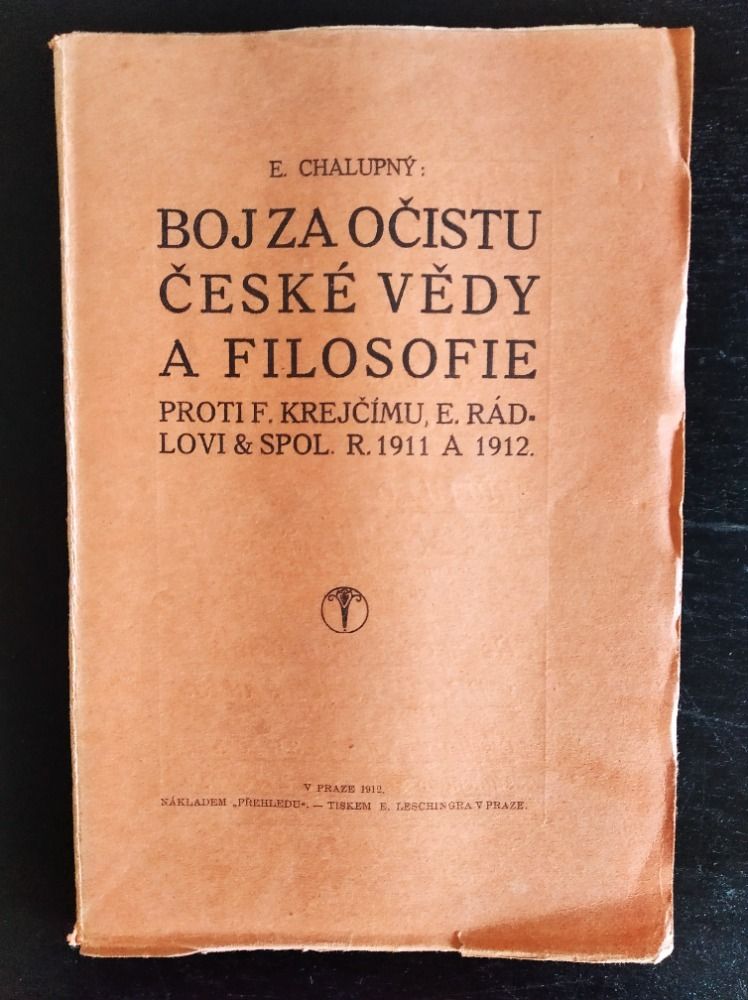 E. CHALUPNÝ:
BOJ ZA OČISTU
ČESKÉ VĚDY
A FILOSOFIE
PROTI F. KREJČÍMU, E. RÁD-
LOVI & SPOL. R. 1911 A 1912.
V PRAZE 1912.
NÁKLADEM „PŘEHLEDU“. — TISKEM E. LESCHINGRA V PRAZE.